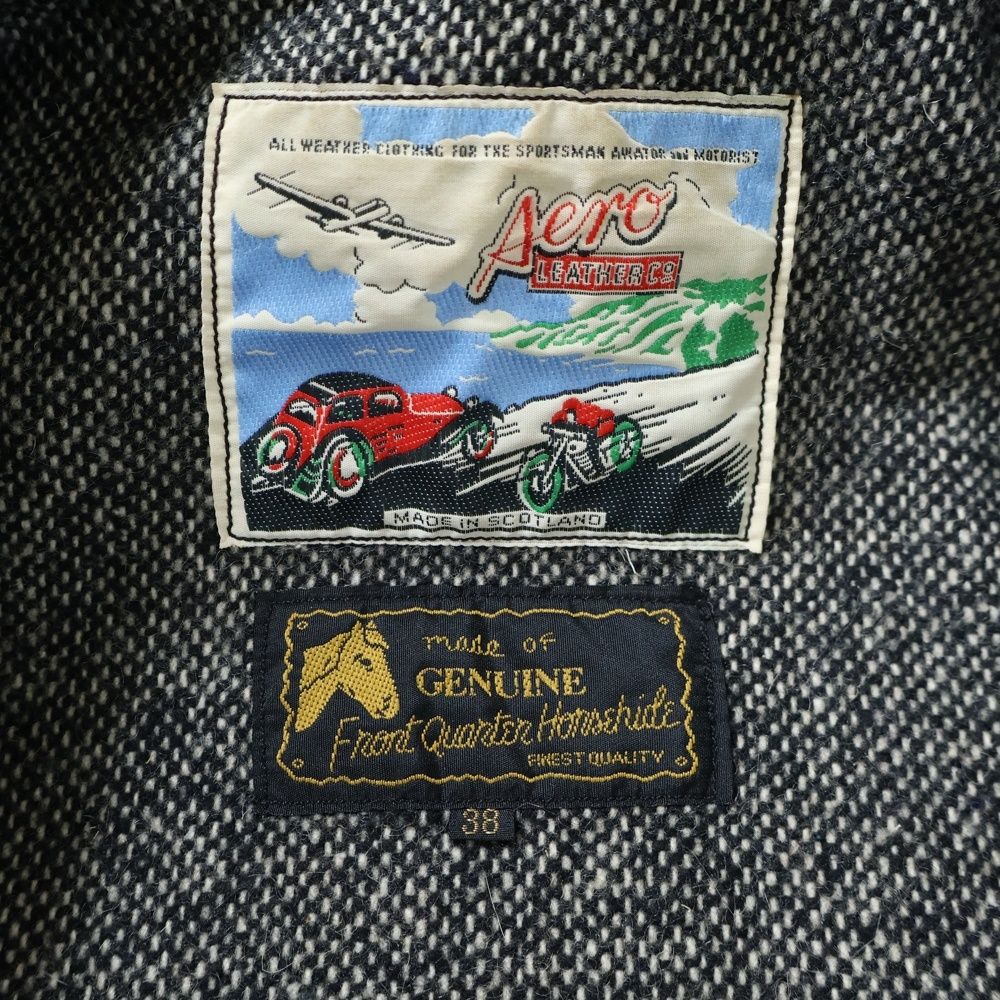 ALL WEATHER CLOTHING FOR THE SPORTSMAN AVIATOR and MOTORIST
Aero
LEATHER Co
MADE IN SCOTLAND
made of
GENUINE
Front Quarter Horsehide
FINEST QUALITY
38